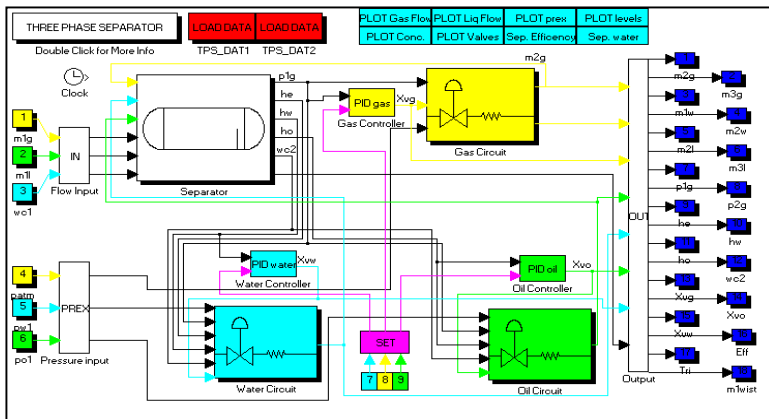 THREE PHASE SEPARATOR
Double Click for More Info
LOAD DATA
LOAD DATA
TPS_DAT1
TPS_DAT2
PLOT Gas Flow
PLOT Liq Flow
PLOT prex
PLOT levels
PLOT Conc.
PLOT Valves
Sep. Efficency
Sep. water
Clock
1
m1g
2
m1l
3
wc1
IN
Flow Input
Separator
p1g
he
hw
ho
wc2
PID gas
Xvg
Gas Controller
m2g
Gas Circuit
4
patm
5
pw1
6
po1
PREX
Pressure input
PID water
Xvw
Water Controller
Water Circuit
SET
7
8
9
PID oil
Xvo
Oil Controller
Oil Circuit
OUT
Output
m2g
m3g
m1w
m2w
m2l
m3l
p1g
p2g
he
hw
ho
wc2
Xvg
Xvo
Xvw
Eff
Tri
m1wist